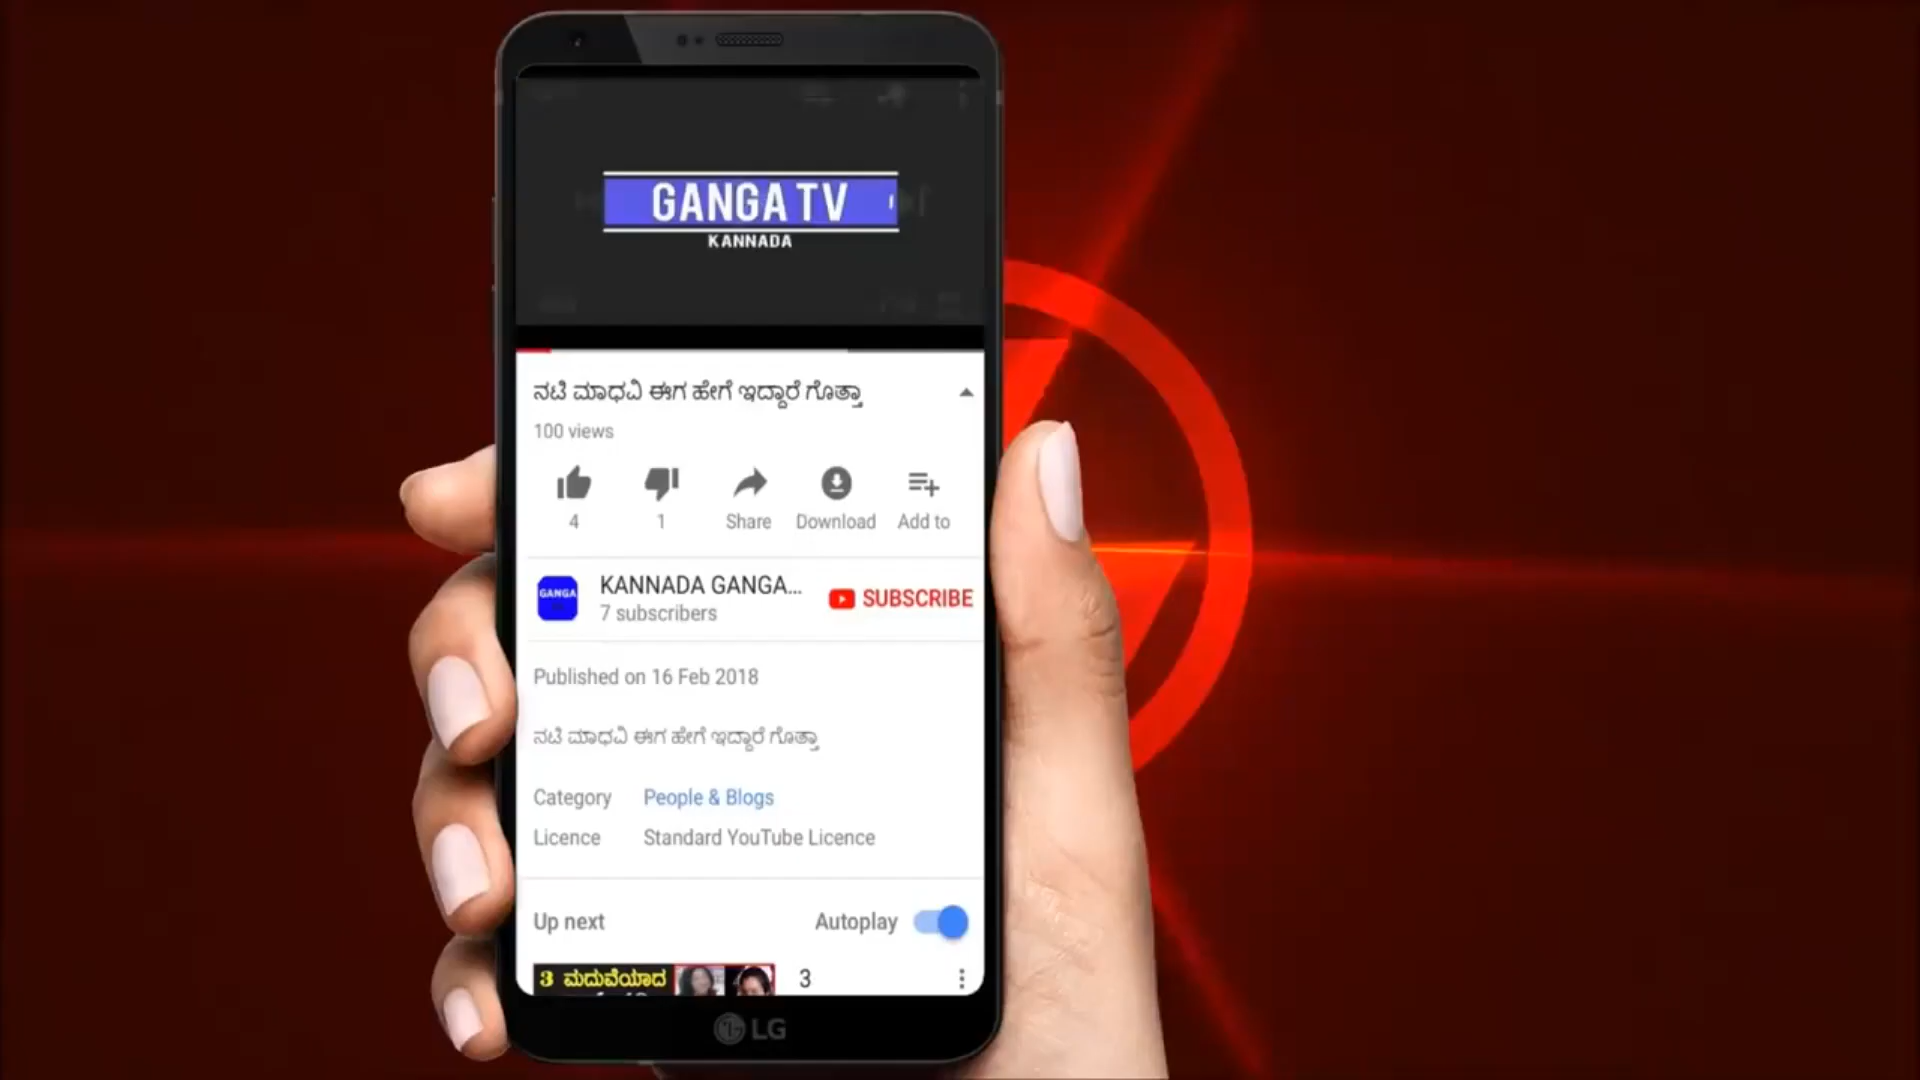 GANGA TV
KANNADA
ನಟಿ ಮಾಧವಿ ಈಗ ಹೇಗೆ ಇದ್ದಾರೆ ಗೊತ್ತಾ
100 views
4 1 Share Download Add to
GANGA
KANNADA GANGA...
SUBSCRIBE
7 subscribers
Published on 16 Feb 2018
ನಟಿ ಮಾಧವಿ ಈಗ ಹೇಗೆ ಇದ್ದಾರೆ ಗೊತ್ತಾ
Category People & Blogs
Licence Standard YouTube Licence
Up next Autoplay
3 ಮದುವೆಯಾದ 3
LG